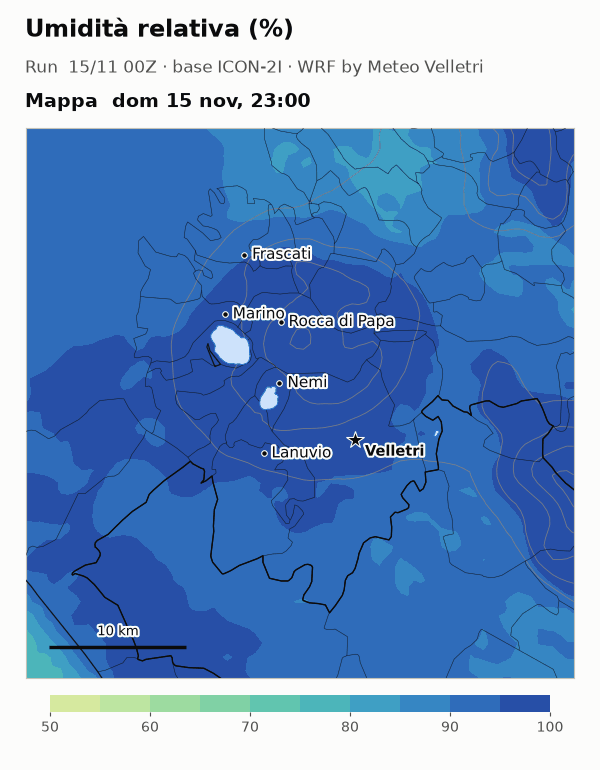 Umidità relativa (%)
Run 15/11 00Z · base ICON-2I · WRF by Meteo Velletri
Mappa dom 15 nov, 23:00
Frascati
Marino
Rocca di Papa
Nemi
Velletri
Lanuvio
10 km
50 60 70 80 90 100